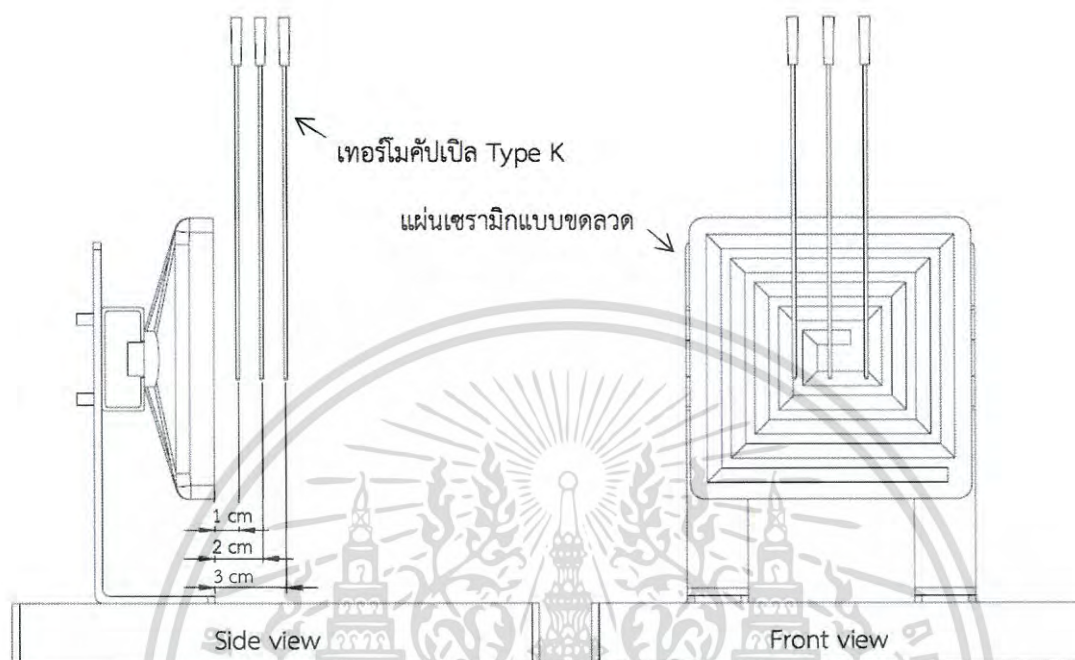 เทอร์โมคัปเปิล Type K
แผ่นเซรามิกแบบขดลวด
1 cm
2 cm
3 cm
Side view
Front view